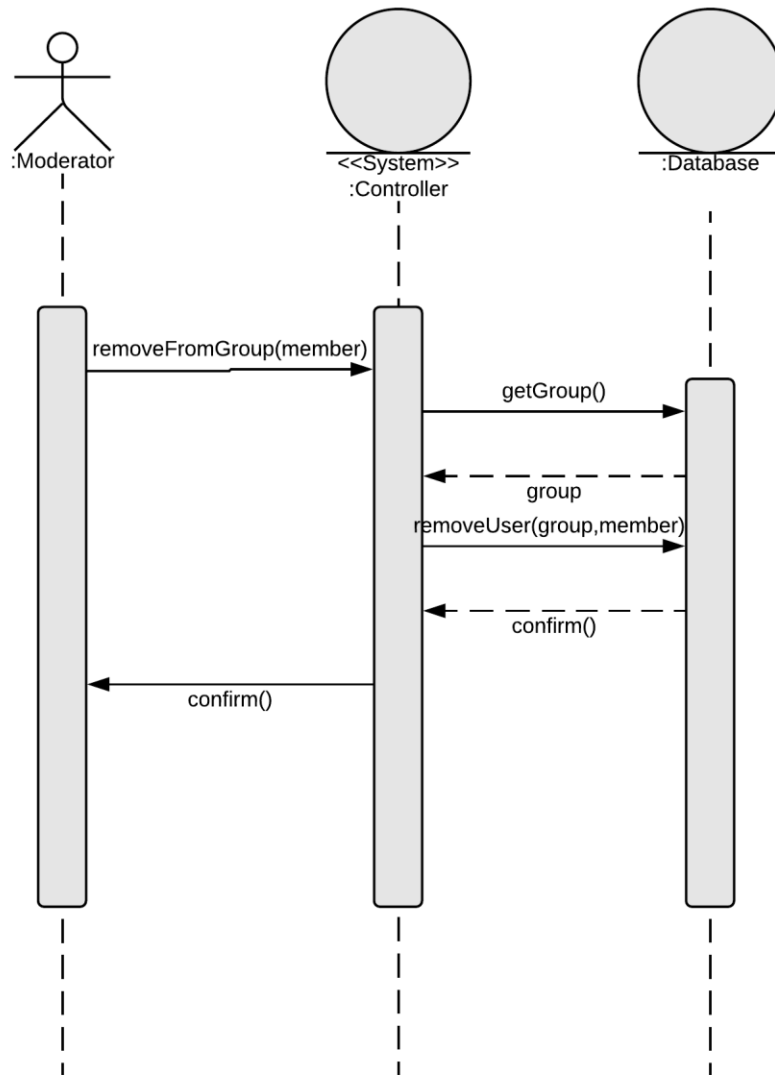 :Moderator
<<System>>
:Controller
:Database
removeFromGroup(member)
getGroup()
group
removeUser(group,member)
confirm()
confirm()